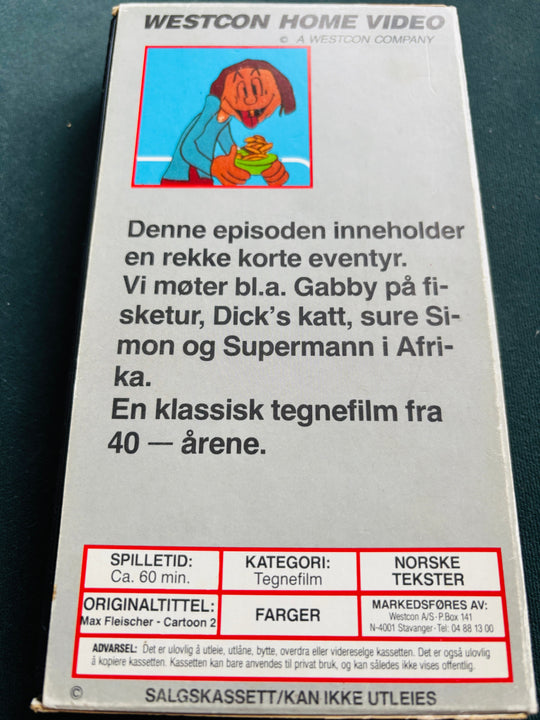 WESTCON HOME VIDEO
© A WESTCON COMPANY
Denne episoden inneholder
en rekke korte eventyr.
Vi møter bl.a. Gabby på fi-
sketur, Dick's katt, sure Si-
mon og Supermann i Afri-
ka.
En klassisk tegnefilm fra
40 — årene.
SPILLETID:
Ca. 60 min.
KATEGORI:
Tegnefilm
NORSKE
TEKSTER
ORIGINALTITTEL:
Max Fleischer - Cartoon 2
FARGER
MARKEDSFØRES AV:
Westcon A/S · P.Box 141
N-4001 Stavanger · Tel: 04 88 13 00
ADVARSEL: Det er ulovlig å utleie, utlåne, bytte, overdra eller videreselge kassetten. Det er også ulovlig
å kopiere kassetten. Kassetten kan bare anvendes til privat bruk, og kan således ikke vises offentlig.
© SALGSKASSETT/KAN IKKE UTLEIES